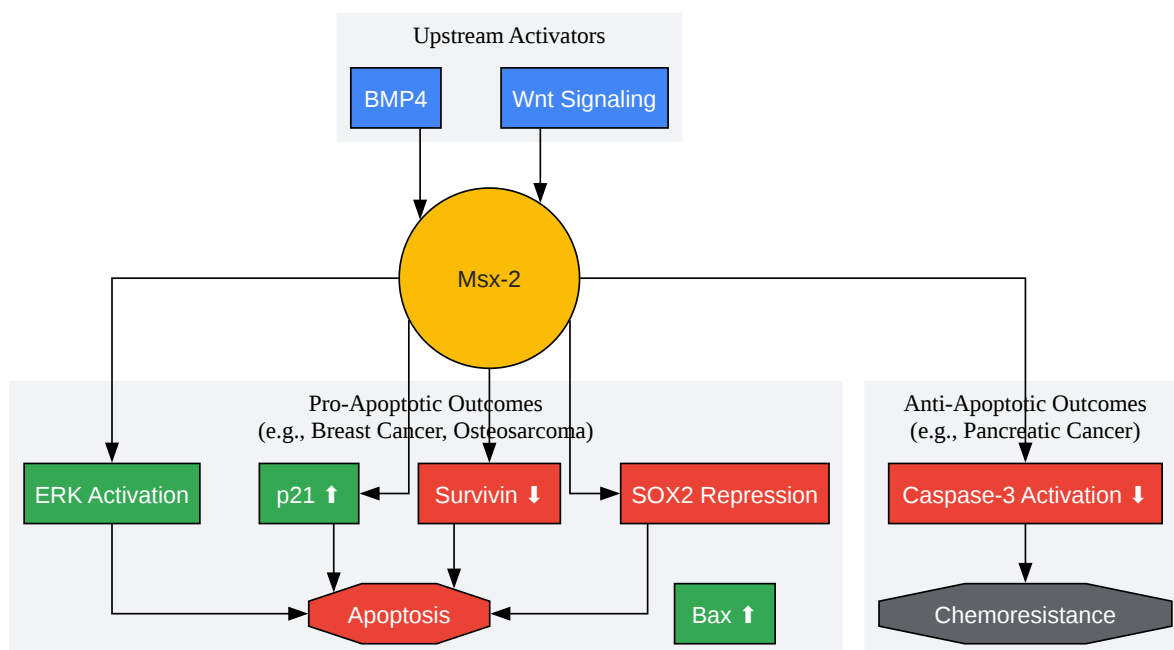 Upstream Activators
BMP4
Wnt Signaling
Msx-2
Pro-Apoptotic Outcomes
(e.g., Breast Cancer, Osteosarcoma)
Anti-Apoptotic Outcomes
(e.g., Pancreatic Cancer)
ERK Activation
p21 ⬆
Survivin ⬇
SOX2 Repression
Caspase-3 Activation ⬇
Apoptosis
Bax ⬆
Chemoresistance